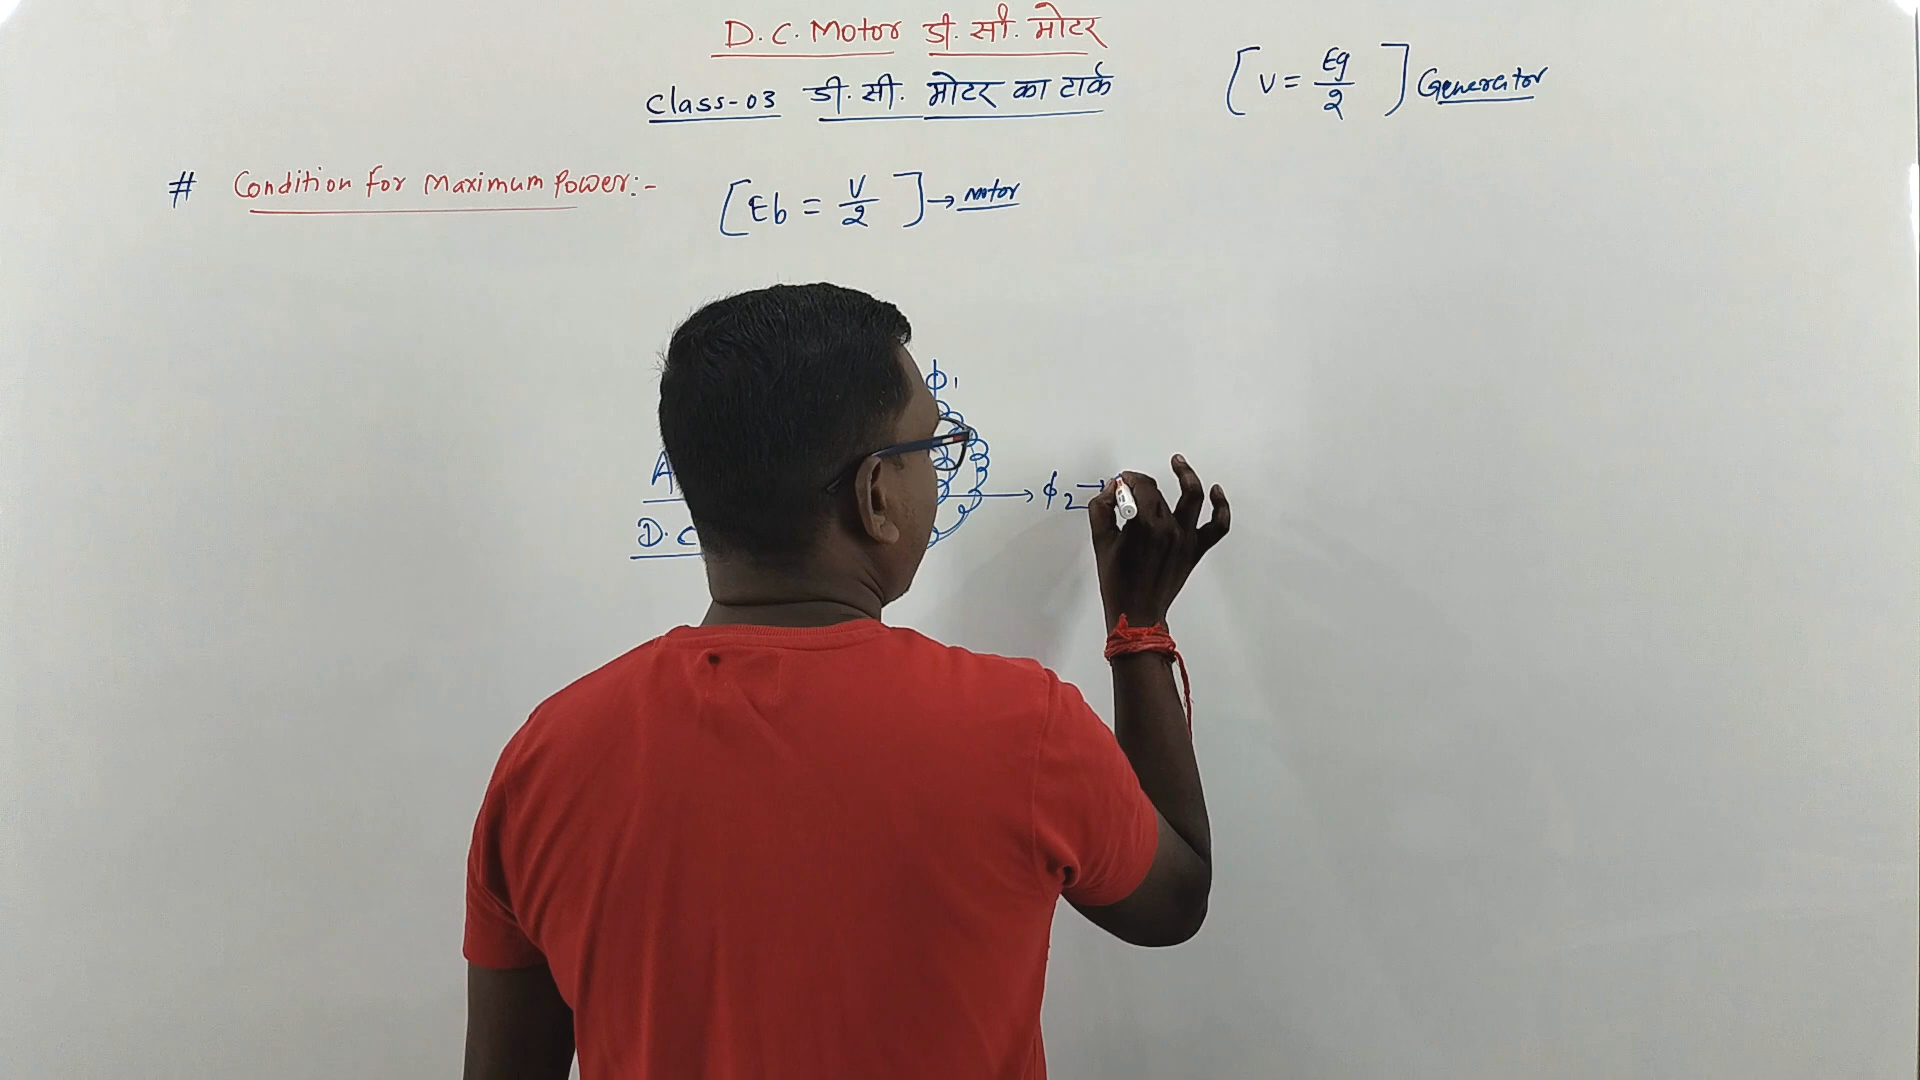 D.C. Motor डी.सी. मोटर
Class-03 डी.सी. मोटर का टार्क
[V = Eg/2] Generator
# Condition for Maximum Power:-
[Eb = V/2] → Motor
ϕ1
A
D.C
→ ϕ2 →